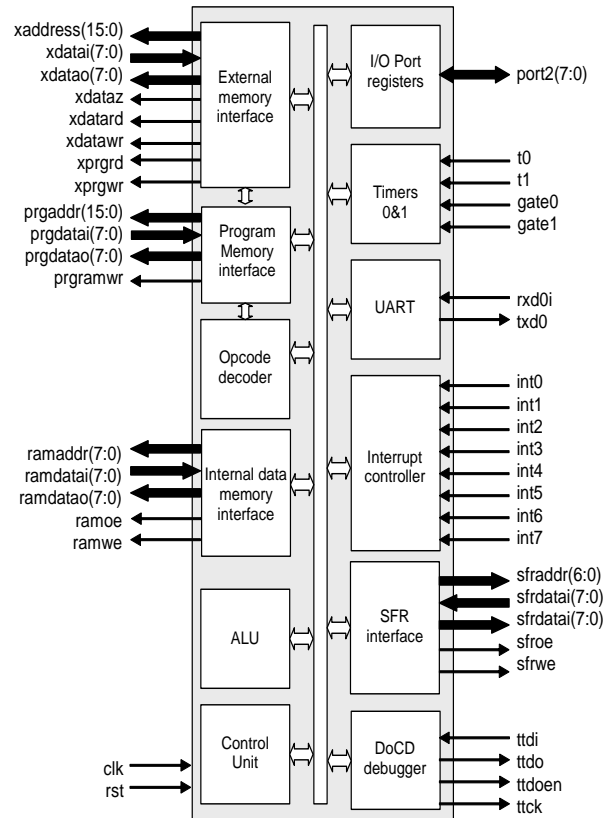 xaddress(15:0)
xdatai(7:0)
xdatao(7:0)
xdataz
xdatard
xdatawr
xprgrd
xprgwr
External
memory
interface
prgaddr(15:0)
prgdatai(7:0)
prgdatao(7:0)
prgramwr
Program
Memory
interface
Opcode
decoder
ramaddr(7:0)
ramdatai(7:0)
ramdatao(7:0)
ramoe
ramwe
Internal data
memory
interface
ALU
clk
rst
Control
Unit
I/O Port
registers
port2(7:0)
Timers
0&1
t0
t1
gate0
gate1
UART
rxd0i
txd0
Interrupt
controller
int0
int1
int2
int3
int4
int5
int6
int7
SFR
interface
sfraddr(6:0)
sfrdatai(7:0)
sfrdatai(7:0)
sfroe
sfrwe
DoCD
debugger
ttdi
ttdo
ttdoen
ttck